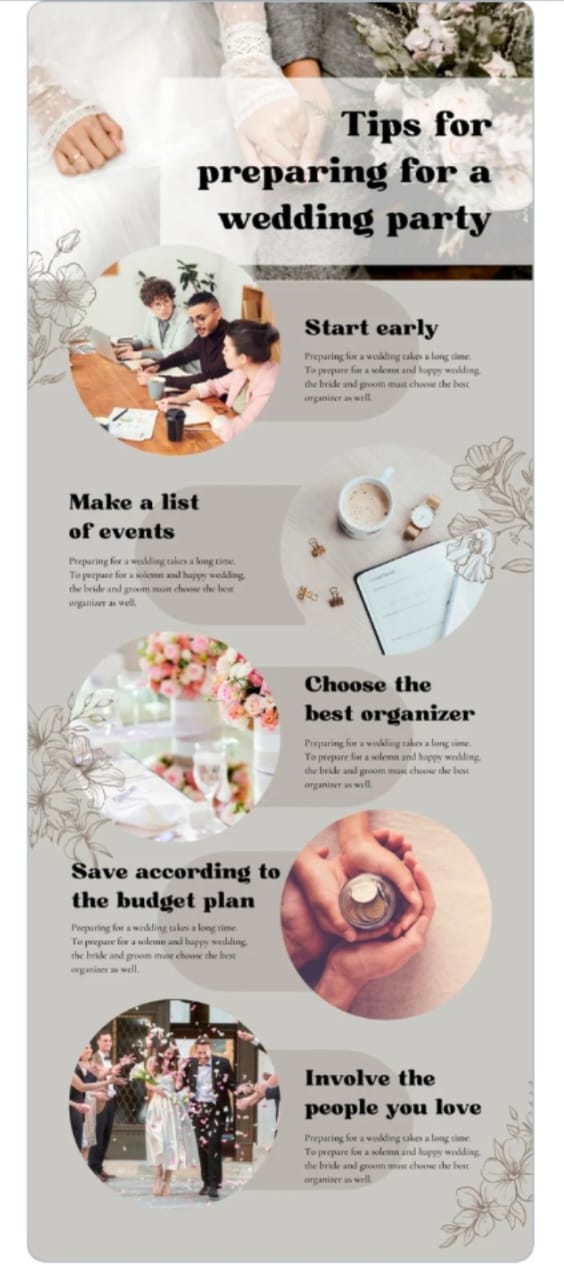 Tips for
preparing for a
wedding party
Start early
Preparing for a wedding takes a long time.
To prepare for a solemn and happy wedding,
the bride and groom must choose the best
organizer as well.
Make a list
of events
Preparing for a wedding takes a long time.
To prepare for a solemn and happy wedding,
the bride and groom must choose the best
organizer as well.
Choose the
best organizer
Preparing for a wedding takes a long time.
To prepare for a solemn and happy wedding,
the bride and groom must choose the best
organizer as well.
Save according to
the budget plan
Preparing for a wedding takes a long time.
To prepare for a solemn and happy wedding,
the bride and groom must choose the best
organizer as well.
Involve the
people you love
Preparing for a wedding takes a long time.
To prepare for a solemn and happy wedding,
the bride and groom must choose the best
organizer as well.